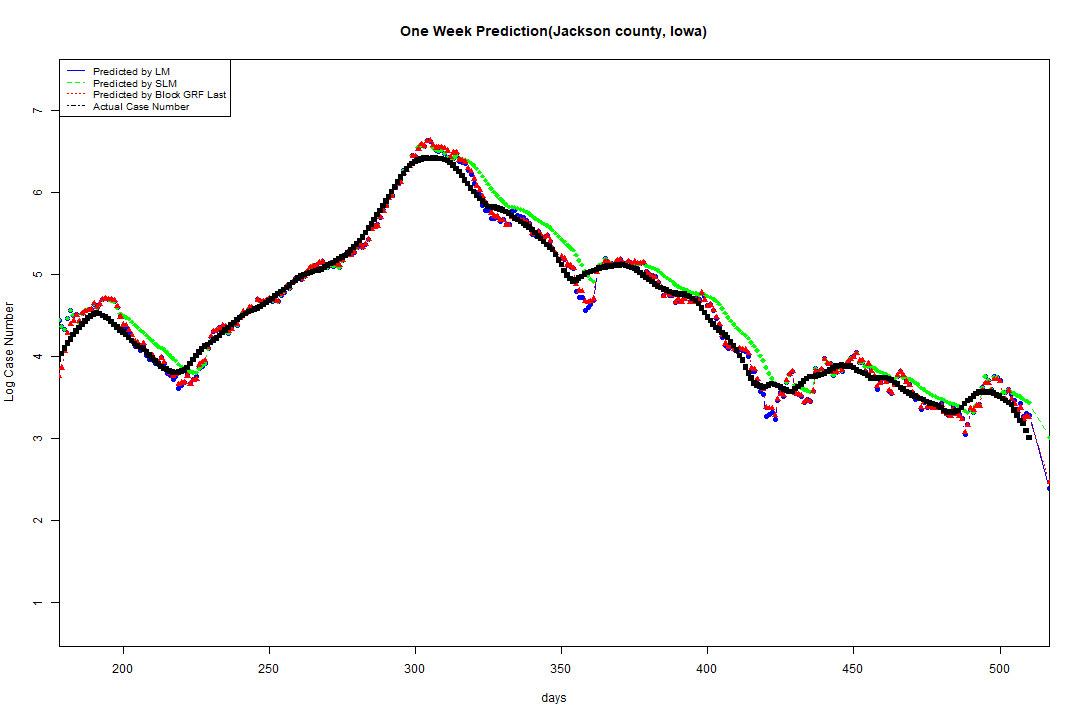 One Week Prediction(Jackson county, Iowa)
Predicted by LM
Predicted by SLM
Predicted by Block GRF Last
Actual Case Number
7
6
5
4
3
2
1
Log Case Number
200
250
300
350
400
450
500
days